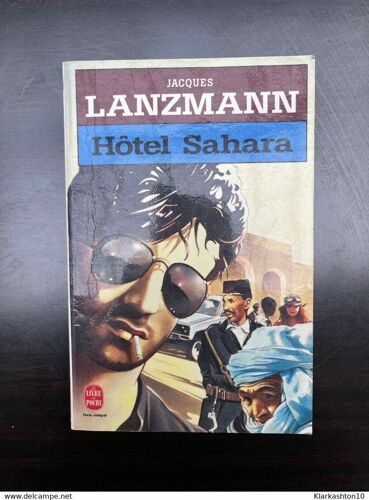 JACQUES
LANZMANN
Hôtel Sahara
LE LIVRE
DE
POCHE
Texte intégral
klarkashton10
www.delcampe.net